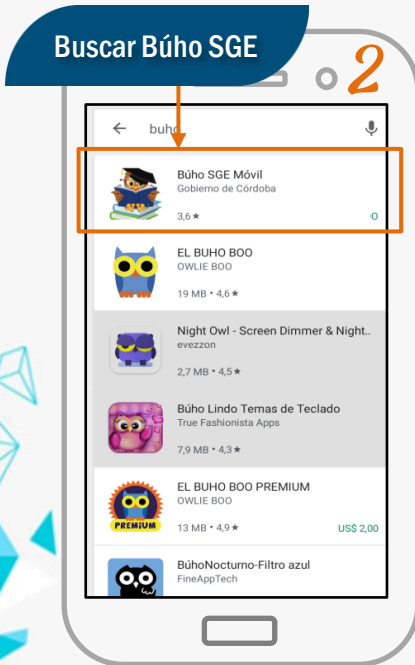 Buscar Búho SGE
2
buho
Búho SGE Móvil
Gobierno de Córdoba
3,6 ★
EL BUHO BOO
OWLIE BOO
19 MB • 4,6 ★
Night Owl - Screen Dimmer & Night..
evezzon
2,7 MB • 4,5 ★
Búho Lindo Temas de Teclado
True Fashionista Apps
7,9 MB • 4,3 ★
EL BUHO BOO PREMIUM
OWLIE BOO
PREMIUM
13 MB • 4,9 ★
US$ 2,00
BúhoNocturno-Filtro azul
FineAppTech